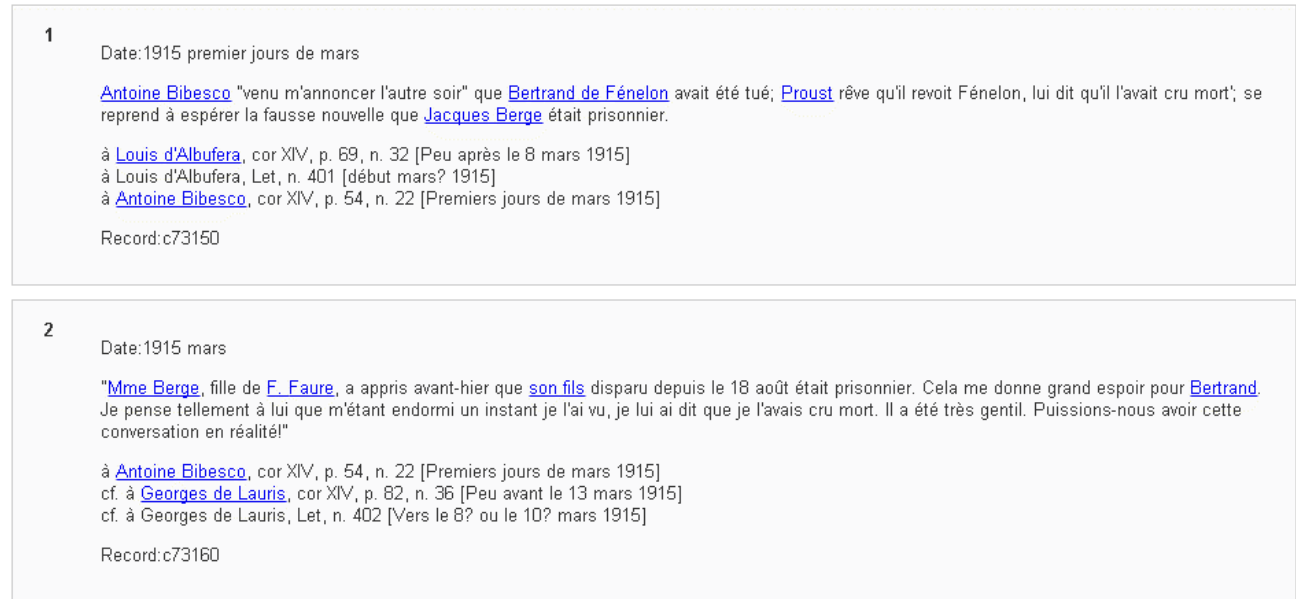 1
Date:1915 premier jours de mars
Antoine Bibesco "venu m'annoncer l'autre soir" que Bertrand de Fénelon avait été tué; Proust rêve qu'il revoit Fénelon, lui dit qu'il l'avait cru mort'; se
reprend à espérer la fausse nouvelle que Jacques Berge était prisonnier.
à Louis d'Albufera, cor XIV, p. 69, n. 32 [Peu après le 8 mars 1915]
à Louis d'Albufera, Let, n. 401 [début mars? 1915]
à Antoine Bibesco, cor XIV, p. 54, n. 22 [Premiers jours de mars 1915]
Record:c73150
2
Date:1915 mars
"Mme Berge, fille de F. Faure, a appris avant-hier que son fils disparu depuis le 18 août était prisonnier. Cela me donne grand espoir pour Bertrand.
Je pense tellement à lui que m'étant endormi un instant je l'ai vu, je lui ai dit que je l'avais cru mort. Il a été très gentil. Puissions-nous avoir cette
conversation en réalité!"
à Antoine Bibesco, cor XIV, p. 54, n. 22 [Premiers jours de mars 1915]
cf. à Georges de Lauris, cor XIV, p. 82, n. 36 [Peu avant le 13 mars 1915]
cf. à Georges de Lauris, Let, n. 402 [Vers le 8? ou le 10? mars 1915]
Record:c73160